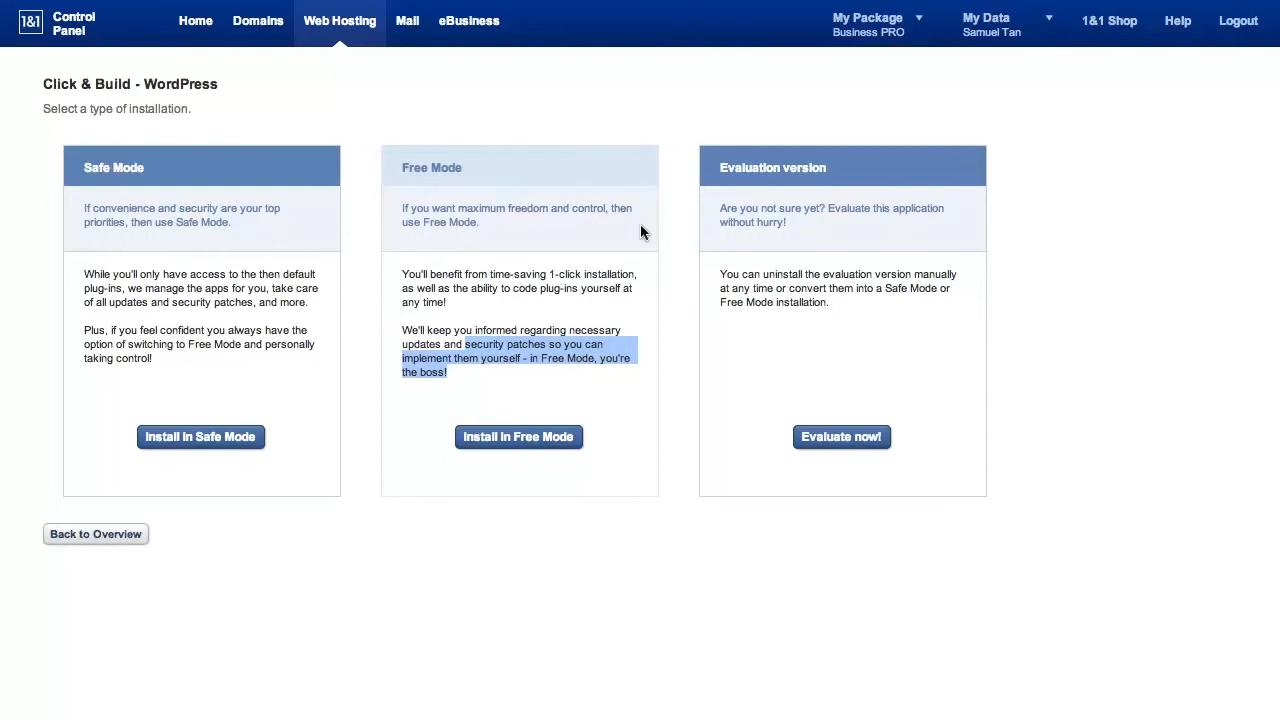 1&1 Control
Panel
Home Domains Web Hosting Mail eBusiness
My Package
Business PRO
My Data
Samuel Tan
1&1 Shop Help Logout
Click & Build - WordPress
Select a type of installation.
Safe Mode
If convenience and security are your top
priorities, then use Safe Mode.
While you'll only have access to the then default
plug-ins, we manage the apps for you, take care
of all updates and security patches, and more.
Plus, if you feel confident you always have the
option of switching to Free Mode and personally
taking control!
Install in Safe Mode
Free Mode
If you want maximum freedom and control, then
use Free Mode.
You'll benefit from time-saving 1-click installation,
as well as the ability to code plug-ins yourself at
any time!
We'll keep you informed regarding necessary
updates and security patches so you can
implement them yourself - in Free Mode, you're
the boss!
Install in Free Mode
Evaluation version
Are you not sure yet? Evaluate this application
without hurry!
You can uninstall the evaluation version manually
at any time or convert them into a Safe Mode or
Free Mode installation.
Evaluate now!
Back to Overview